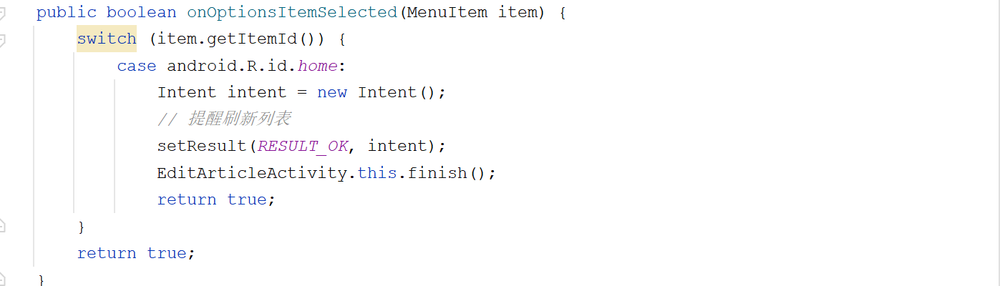 public boolean onOptionsItemSelected(MenuItem item) {
switch (item.getItemId()) {
case android.R.id.home:
Intent intent = new Intent();
// 提醒刷新列表
setResult(RESULT_OK, intent);
EditArticleActivity.this.finish();
return true;
}
return true;
}